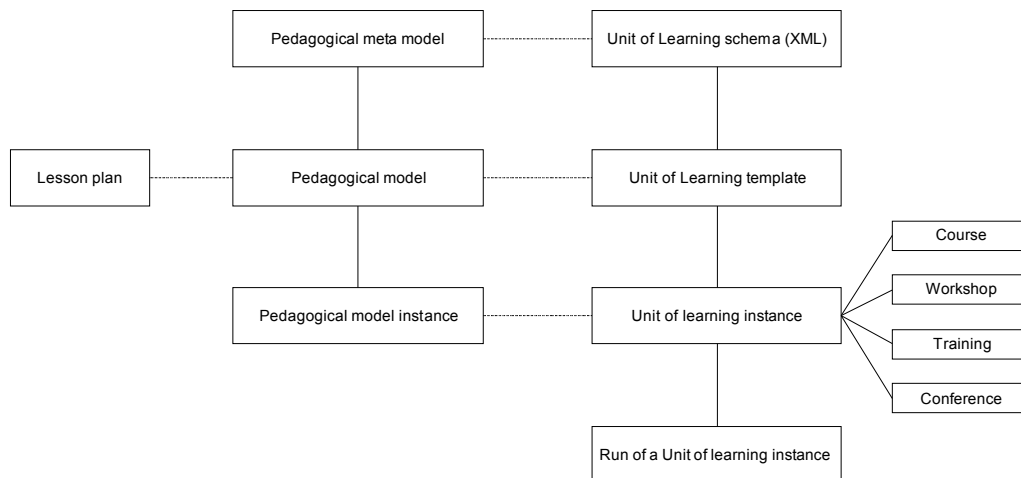 Pedagogical meta model
Unit of Learning schema (XML)
Lesson plan
Pedagogical model
Unit of Learning template
Course
Workshop
Pedagogical model instance
Unit of learning instance
Training
Conference
Run of a Unit of learning instance